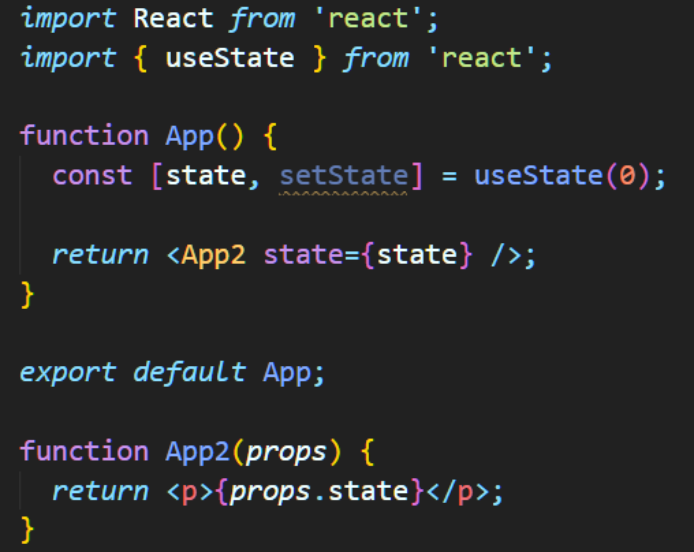 import React from 'react';
import { useState } from 'react';
function App() {
const [state, setState] = useState(0);
return <App2 state={state} />;
}
export default App;
function App2(props) {
return <p>{props.state}</p>;
}